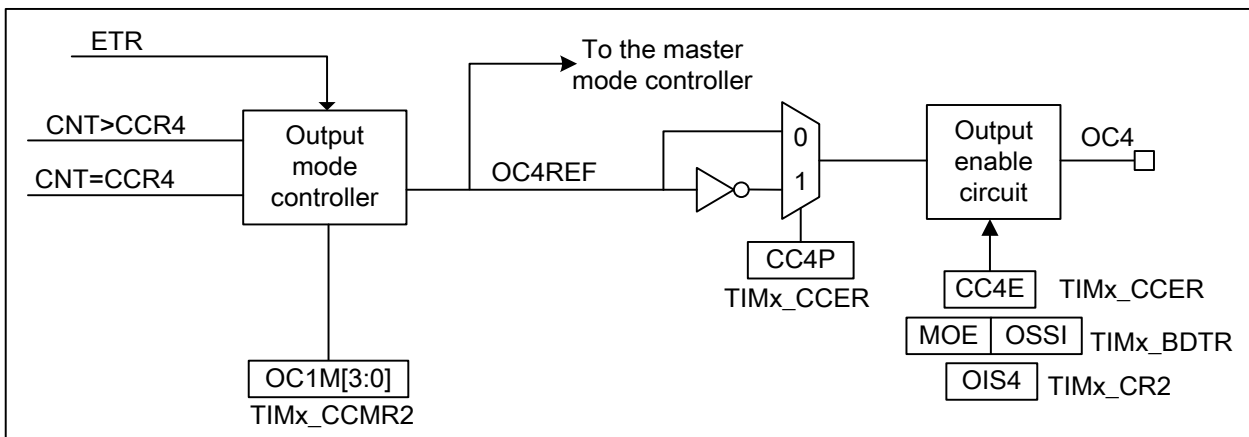 ETR
To the master
mode controller
CNT>CCR4
CNT=CCR4
Output
mode
controller
OC4REF
0
1
Output
enable
circuit
OC4
CC4P
TIMx_CCER
CC4E TIMx_CCER
MOE OSSI TIMx_BDTR
OIS4 TIMx_CR2
OC1M[3:0]
TIMx_CCMR2